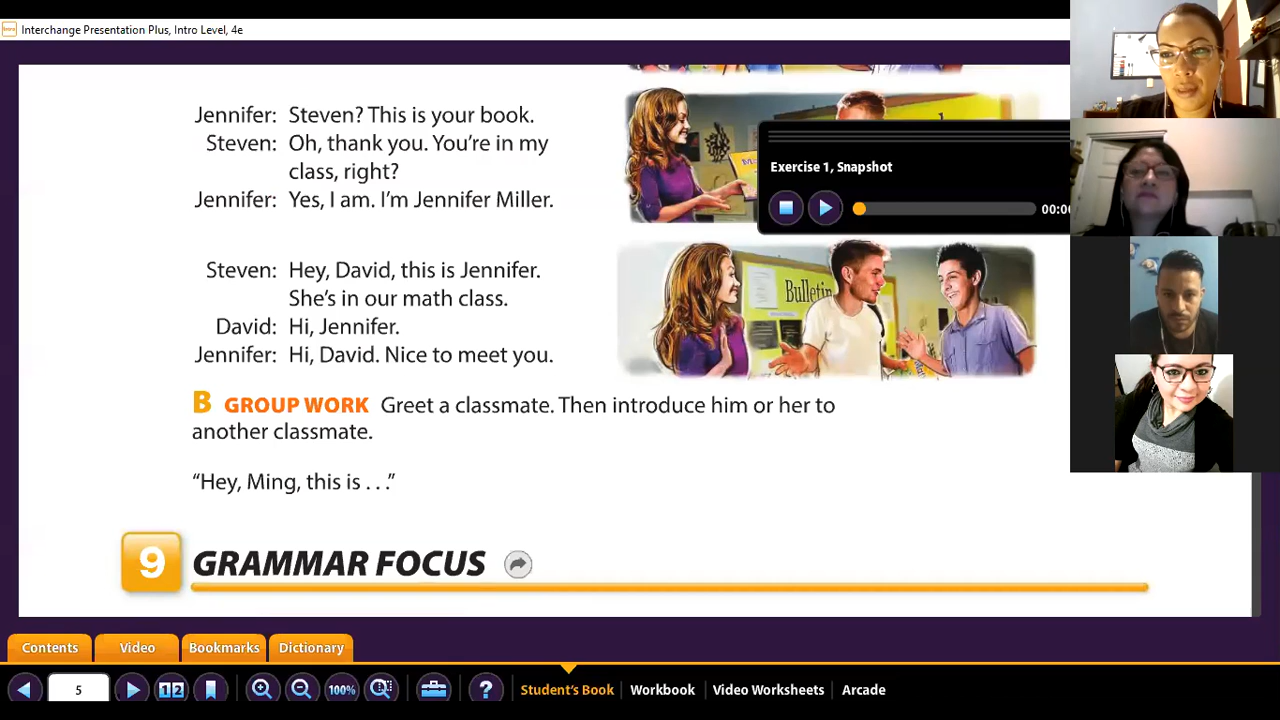 Interchange Presentation Plus, Intro Level, 4e
Jennifer: Steven? This is your book.
Steven: Oh, thank you. You're in my
class, right?
Jennifer: Yes, I am. I'm Jennifer Miller.
Exercise 1, Snapshot
00:00
Steven: Hey, David, this is Jennifer.
She's in our math class.
David: Hi, Jennifer.
Jennifer: Hi, David. Nice to meet you.
Bulletin
B GROUP WORK Greet a classmate. Then introduce him or her to
another classmate.
“Hey, Ming, this is . . .”
9 GRAMMAR FOCUS
Contents Video Bookmarks Dictionary
5 12 100% ? Student's Book Workbook Video Worksheets Arcade